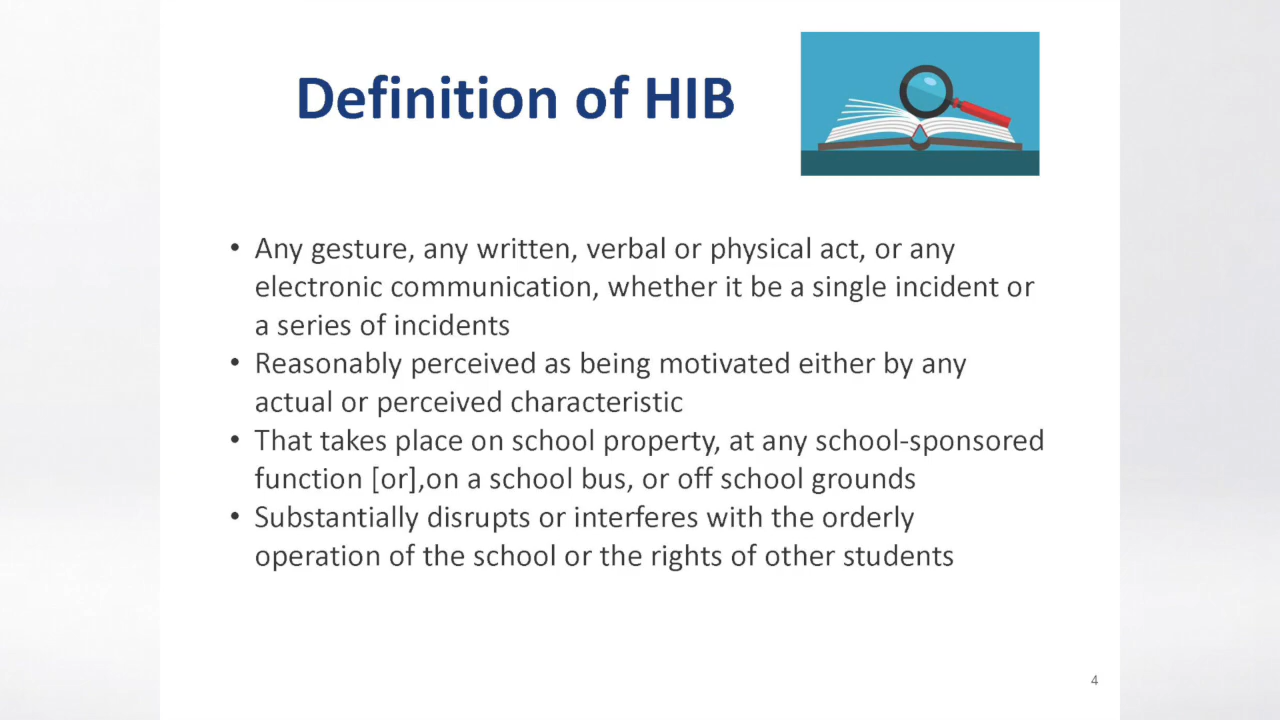 Definition of HIB
• Any gesture, any written, verbal or physical act, or any
electronic communication, whether it be a single incident or
a series of incidents
• Reasonably perceived as being motivated either by any
actual or perceived characteristic
• That takes place on school property, at any school-sponsored
function [or],on a school bus, or off school grounds
• Substantially disrupts or interferes with the orderly
operation of the school or the rights of other students
4